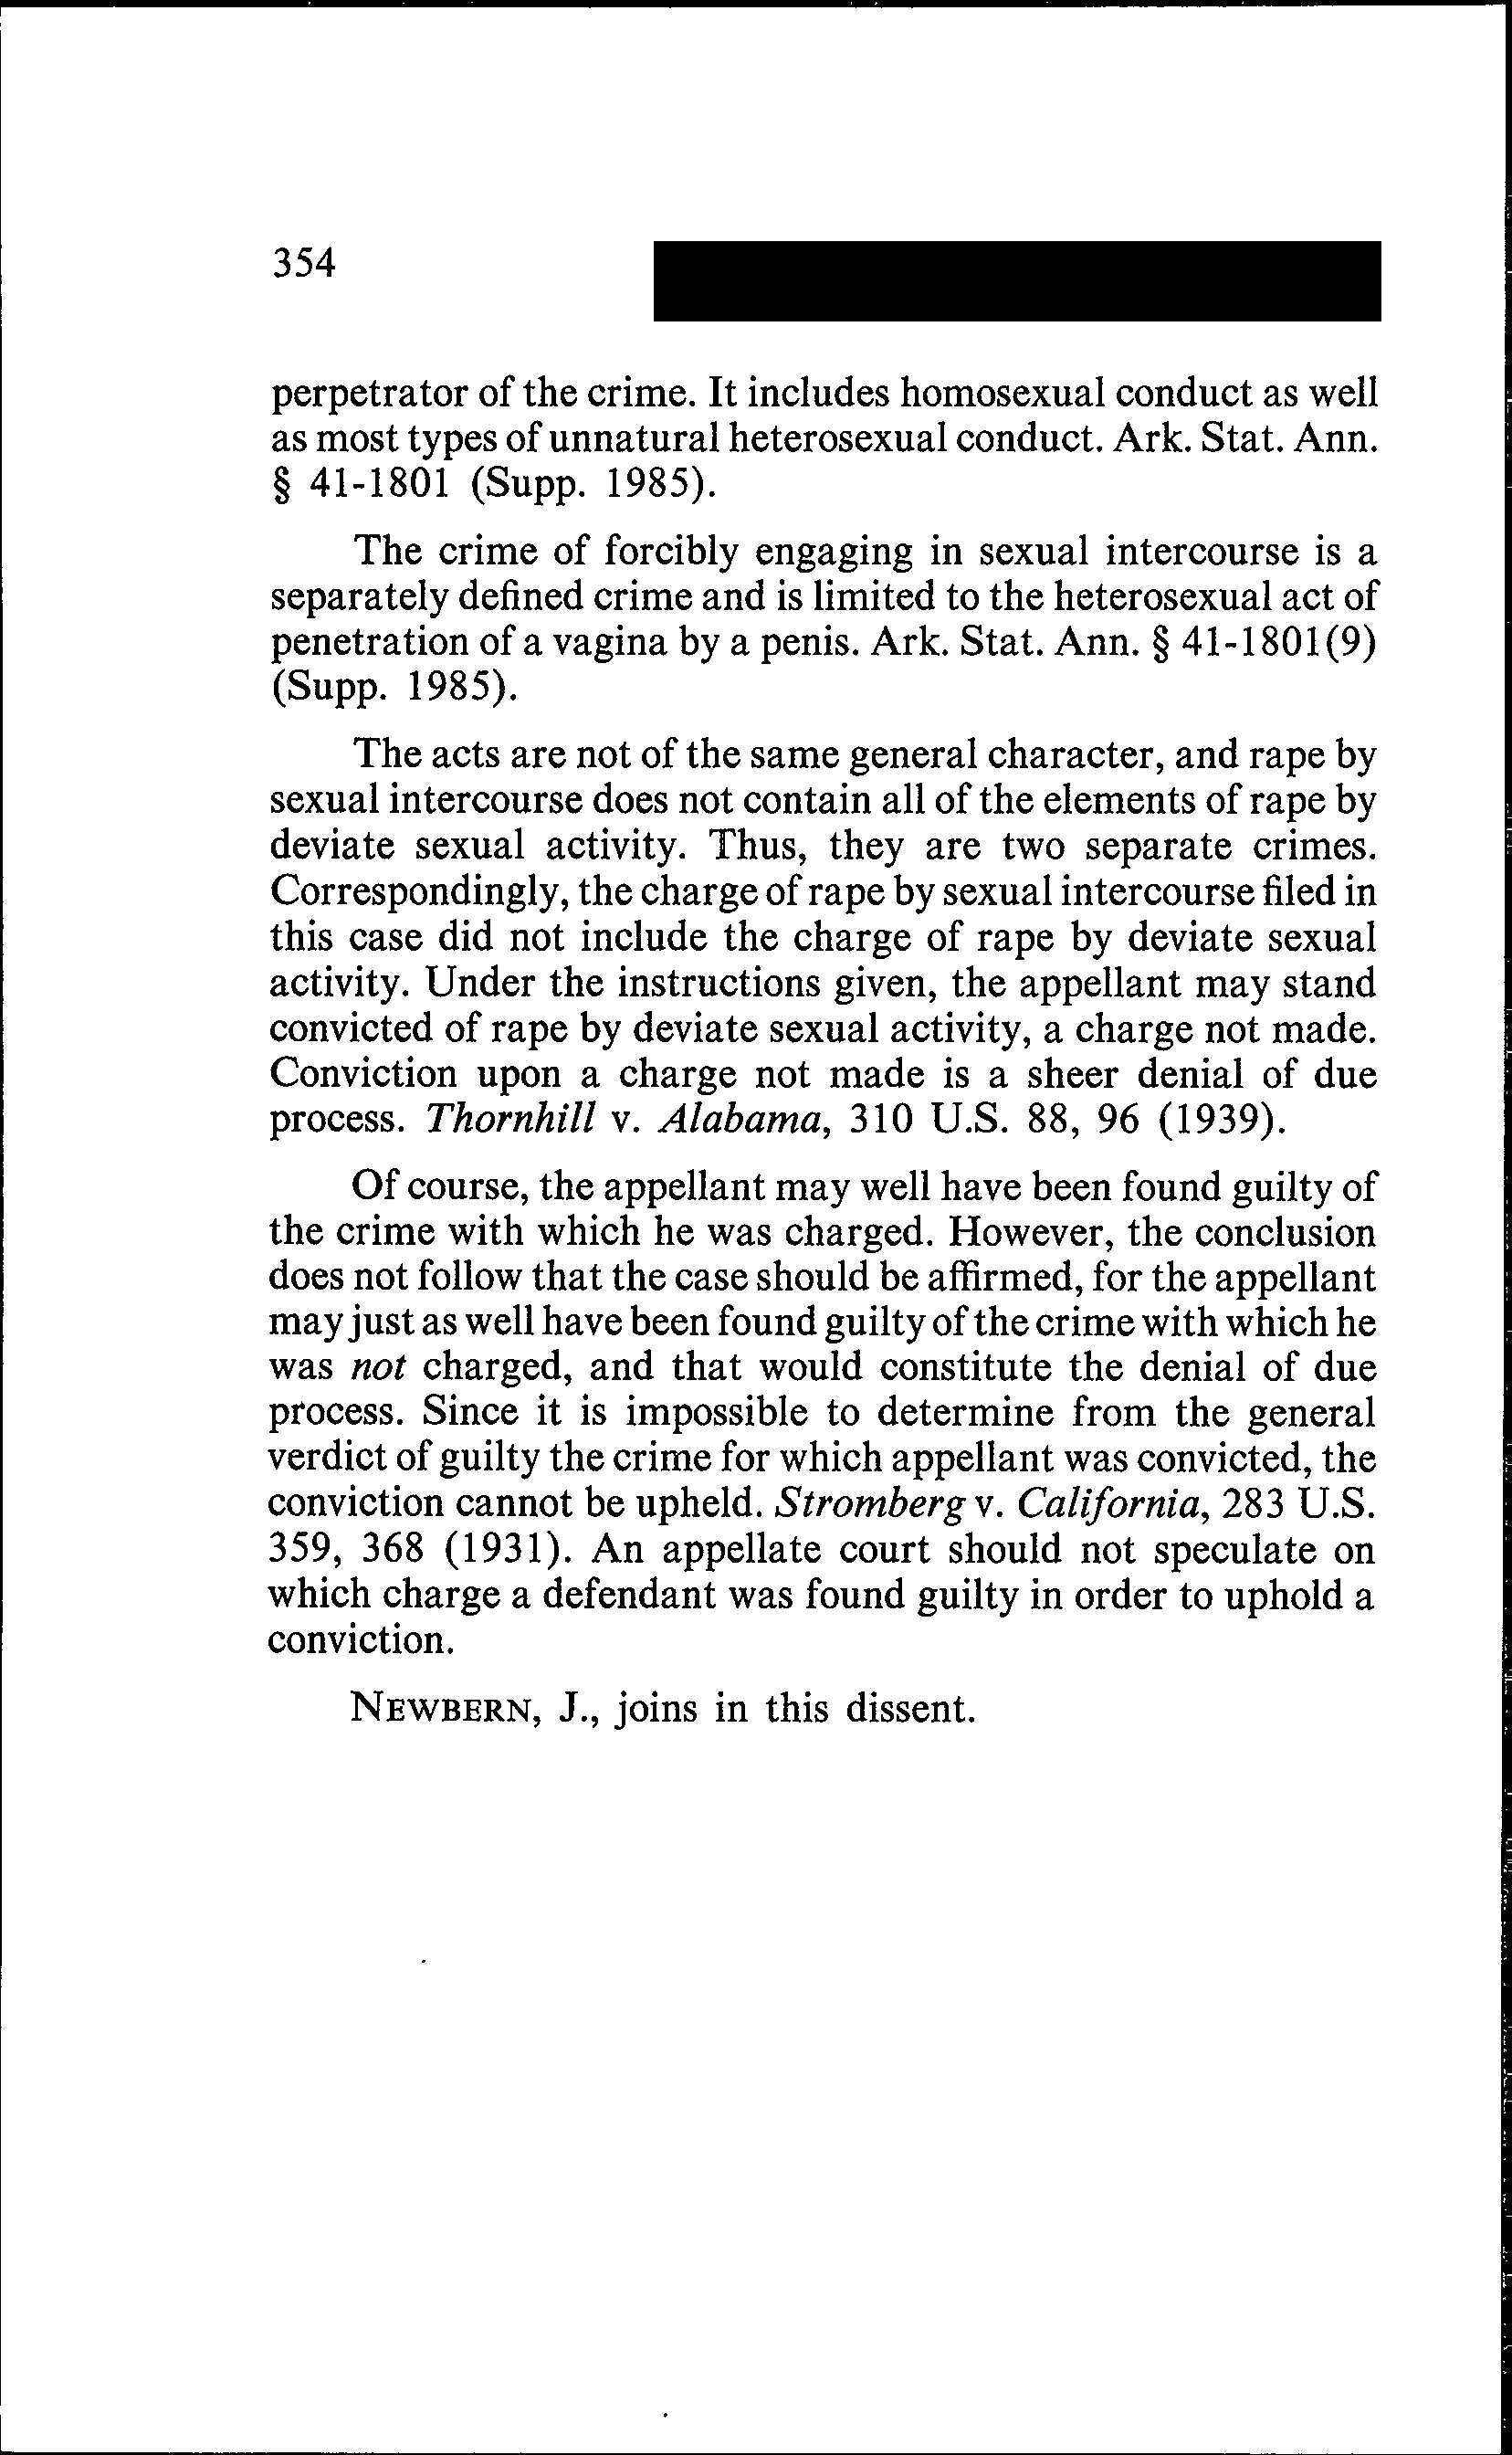 354
perpetrator of the crime. It includes homosexual conduct as well
as most types of unnatural heterosexual conduct. Ark. Stat. Ann.
§ 41-1801 (Supp. 1985).
The crime of forcibly engaging in sexual intercourse is a
separately defined crime and is limited to the heterosexual act of
penetration of a vagina by a penis. Ark. Stat. Ann. § 41-1801(9)
(Supp. 1985).
The acts are not of the same general character, and rape by
sexual intercourse does not contain all of the elements of rape by
deviate sexual activity. Thus, they are two separate crimes.
Correspondingly, the charge of rape by sexual intercourse filed in
this case did not include the charge of rape by deviate sexual
activity. Under the instructions given, the appellant may stand
convicted of rape by deviate sexual activity, a charge not made.
Conviction upon a charge not made is a sheer denial of due
process. Thornhill v. Alabama, 310 U.S. 88, 96 (1939).
Of course, the appellant may well have been found guilty of
the crime with which he was charged. However, the conclusion
does not follow that the case should be affirmed, for the appellant
may just as well have been found guilty of the crime with which he
was not charged, and that would constitute the denial of due
process. Since it is impossible to determine from the general
verdict of guilty the crime for which appellant was convicted, the
conviction cannot be upheld. Stromberg v. California, 283 U.S.
359, 368 (1931). An appellate court should not speculate on
which charge a defendant was found guilty in order to uphold a
conviction.
NEWBERN, J., joins in this dissent.